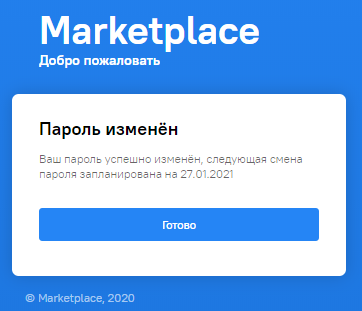 Marketplace
Добро пожаловать
Пароль изменён
Ваш пароль успешно изменён, следующая смена
пароля запланирована на 27.01.2021
Готово
© Marketplace, 2020